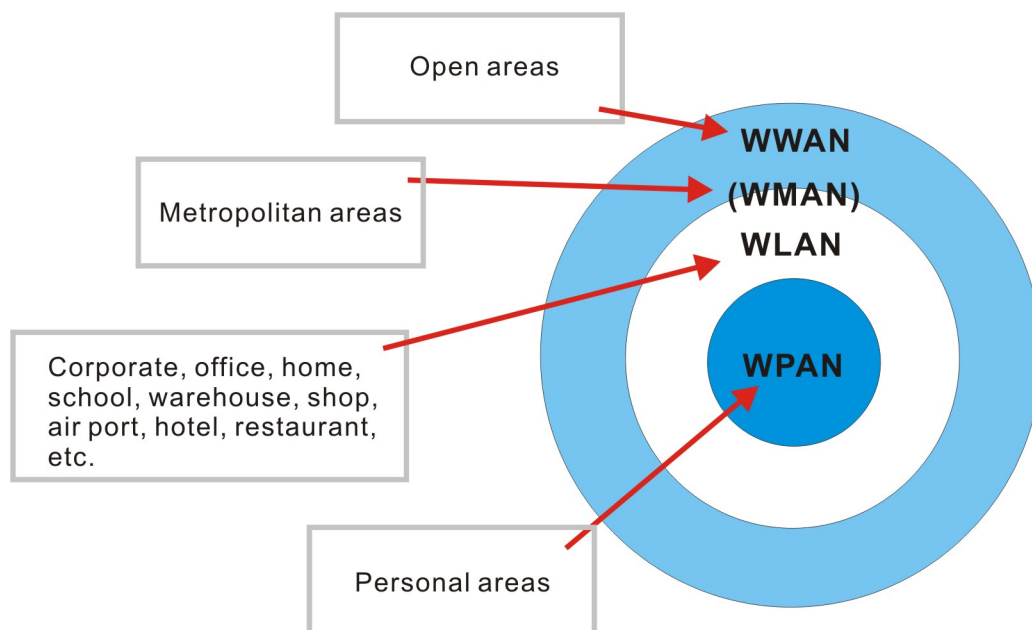 Open areas
WWAN
(WMAN)
Metropolitan areas
WLAN
Corporate, office, home,
school, warehouse, shop,
air port, hotel, restaurant,
etc.
WPAN
Personal areas